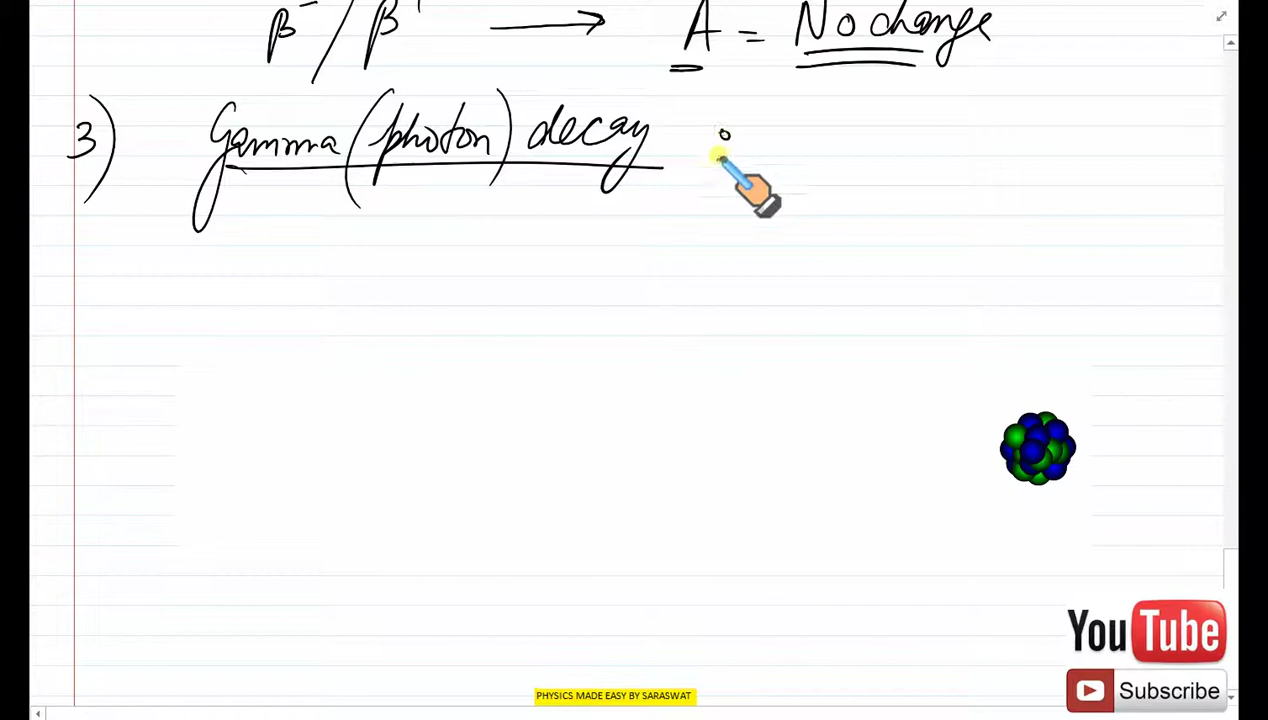 β⁻ / β⁺ → A = No change
3) Gamma (photon) decay :
YouTube
Subscribe
PHYSICS MADE EASY BY SARASWAT